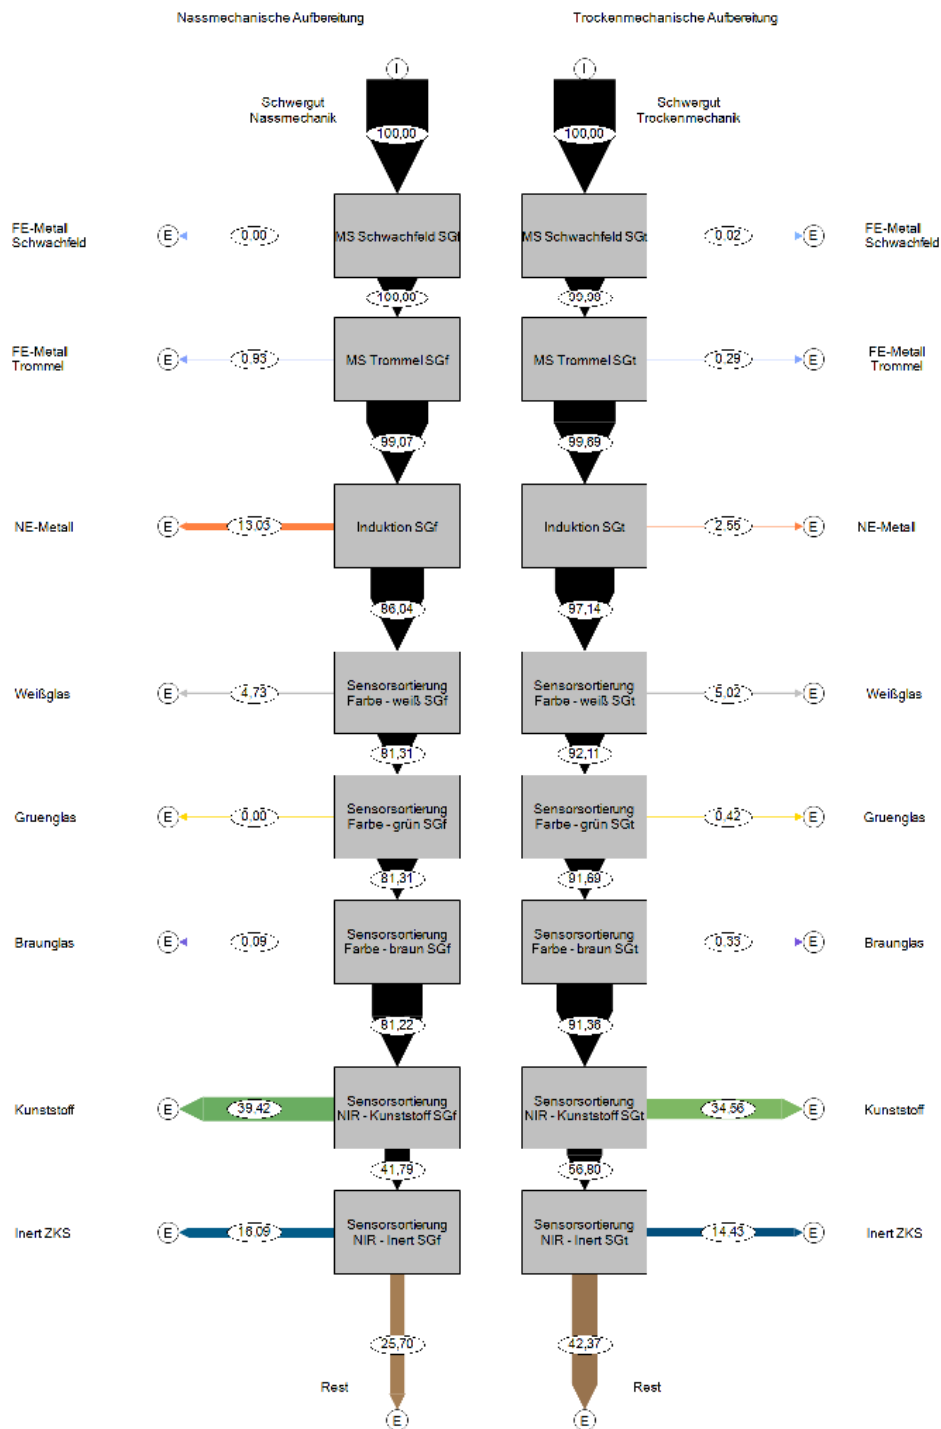 Nassmechanische Aufbereitung
Trockenmechanische Aufbereitung
I
I
Schwergut
Nassmechanik
Schwergut
Trockenmechanik
100,00
100,00
FE-Metall
Schwachfeld
E
0.00
MS Schwachfeld SGf
MS Schwachfeld SGt
0.02
E
FE-Metall
Schwachfeld
100,00
99,98
FE-Metall
Trommel
E
0.93
MS Trommel SGf
MS Trommel SGt
0.29
E
FE-Metall
Trommel
99,07
99,69
NE-Metall
E
13.03
Induktion SGf
Induktion SGt
2.55
E
NE-Metall
86,04
97,14
Weißglas
E
4.73
Sensorsortierung
Farbe - weiß SGf
Sensorsortierung
Farbe - weiß SGt
5.02
E
Weißglas
81,31
92,11
Gruenglas
E
0.00
Sensorsortierung
Farbe - grün SGf
Sensorsortierung
Farbe - grün SGt
0.42
E
Gruenglas
81,31
91,69
Braunglas
E
0.09
Sensorsortierung
Farbe - braun SGf
Sensorsortierung
Farbe - braun SGt
0.33
E
Braunglas
81,22
91,36
Kunststoff
E
39.42
Sensorsortierung
NIR - Kunststoff SGf
Sensorsortierung
NIR - Kunststoff SGt
34.56
E
Kunststoff
41,79
56,80
Inert ZKS
E
16.09
Sensorsortierung
NIR - Inert SGf
Sensorsortierung
NIR - Inert SGt
14.43
E
Inert ZKS
25,70
42,37
Rest
Rest
E
E